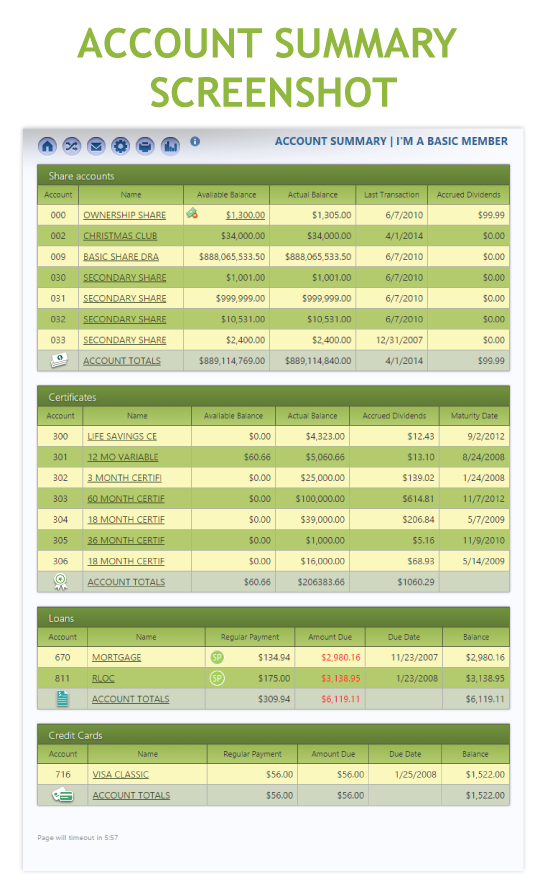 ACCOUNT SUMMARY
SCREENSHOT
ACCOUNT SUMMARY | I'M A BASIC MEMBER
Share accounts
Account Name Available Balance Actual Balance Last Transaction Accrued Dividends
000 OWNERSHIP SHARE $1,300.00 $1,305.00 6/7/2010 $99.99
002 CHRISTMAS CLUB $34,000.00 $34,000.00 4/1/2014 $0.00
009 BASIC SHARE DRA $888,065,533.50 $888,065,533.50 6/7/2010 $0.00
030 SECONDARY SHARE $1,001.00 $1,001.00 6/7/2010 $0.00
031 SECONDARY SHARE $999,999.00 $999,999.00 6/7/2010 $0.00
032 SECONDARY SHARE $10,531.00 $10,531.00 6/7/2010 $0.00
033 SECONDARY SHARE $2,400.00 $2,400.00 12/31/2007 $0.00
ACCOUNT TOTALS $889,114,769.00 $889,114,840.00 4/1/2014 $99.99
Certificates
Account Name Available Balance Actual Balance Accrued Dividends Maturity Date
300 LIFE SAVINGS CE $0.00 $4,323.00 $12.43 9/2/2012
301 12 MO VARIABLE $60.66 $5,060.66 $13.10 8/24/2008
302 3 MONTH CERTIFI $0.00 $25,000.00 $139.02 1/24/2008
303 60 MONTH CERTIF $0.00 $100,000.00 $614.81 11/7/2012
304 18 MONTH CERTIF $0.00 $39,000.00 $206.84 5/7/2009
305 36 MONTH CERTIF $0.00 $1,000.00 $5.16 11/9/2010
306 18 MONTH CERTIF $0.00 $16,000.00 $68.93 5/14/2009
ACCOUNT TOTALS $60.66 $206383.66 $1060.29
Loans
Account Name Regular Payment Amount Due Due Date Balance
670 MORTGAGE SP $134.94 $2,980.16 11/23/2007 $2,980.16
811 RLOC SP $175.00 $3,138.95 1/23/2008 $3,138.95
ACCOUNT TOTALS $309.94 $6,119.11 $6,119.11
Credit Cards
Account Name Regular Payment Amount Due Due Date Balance
716 VISA CLASSIC $56.00 $56.00 1/25/2008 $1,522.00
ACCOUNT TOTALS $56.00 $56.00 $1,522.00
Page will timeout in 5:57